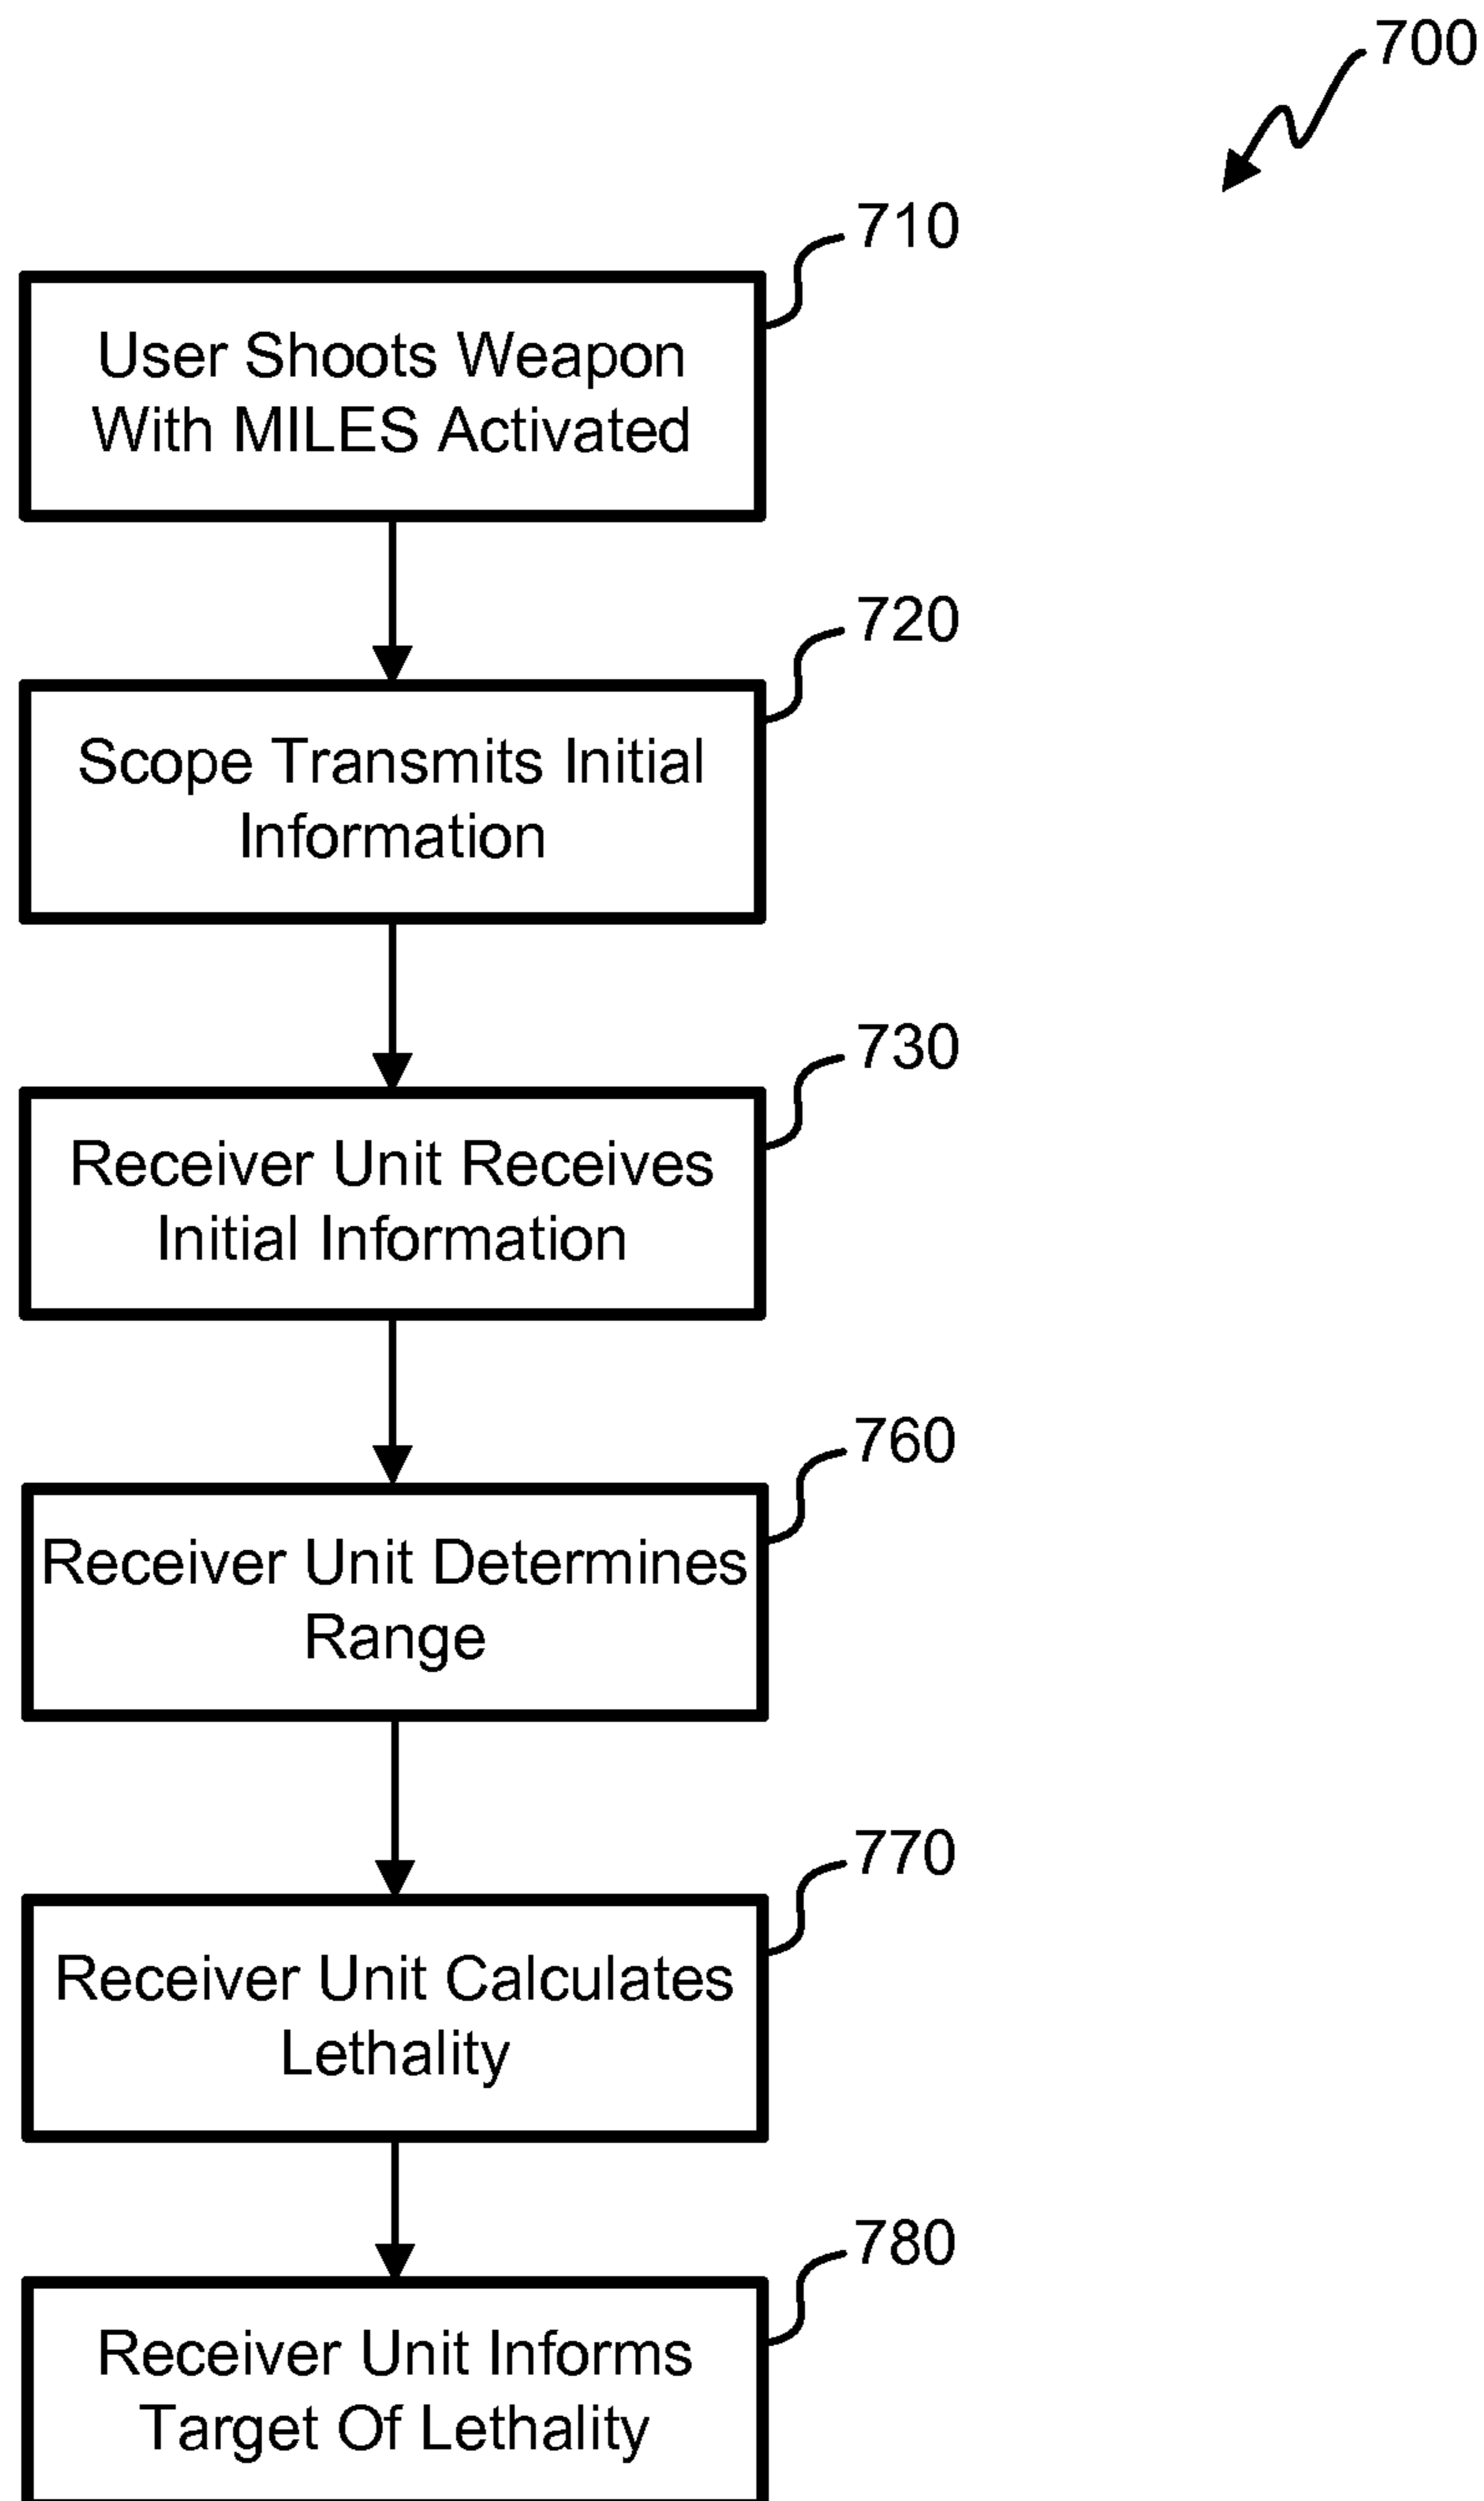 700
710
User Shoots Weapon
With MILES Activated
720
Scope Transmits Initial
Information
730
Receiver Unit Receives
Initial Information
760
Receiver Unit Determines
Range
770
Receiver Unit Calculates
Lethality
780
Receiver Unit Informs
Target Of Lethality